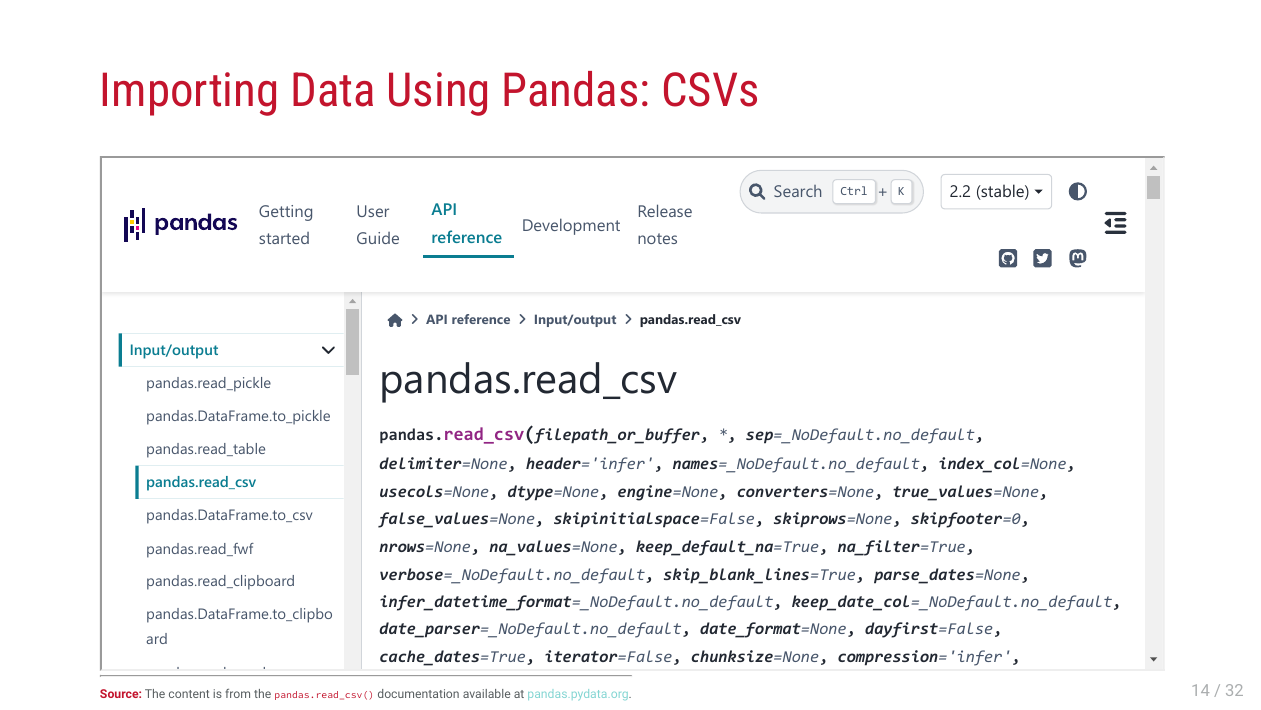 Importing Data Using Pandas: CSVs
pandas
Getting started
User Guide
API reference
Development
Release notes
Search Ctrl + K
2.2 (stable)
Input/output
pandas.read_pickle
pandas.DataFrame.to_pickle
pandas.read_table
pandas.read_csv
pandas.DataFrame.to_csv
pandas.read_fwf
pandas.read_clipboard
pandas.DataFrame.to_clipbo
ard
API reference > Input/output > pandas.read_csv
pandas.read_csv
pandas.read_csv(filepath_or_buffer, *, sep=_NoDefault.no_default,
delimiter=None, header='infer', names=_NoDefault.no_default, index_col=None,
usecols=None, dtype=None, engine=None, converters=None, true_values=None,
false_values=None, skipinitialspace=False, skiprows=None, skipfooter=0,
nrows=None, na_values=None, keep_default_na=True, na_filter=True,
verbose=_NoDefault.no_default, skip_blank_lines=True, parse_dates=None,
infer_datetime_format=_NoDefault.no_default, keep_date_col=_NoDefault.no_default,
date_parser=_NoDefault.no_default, date_format=None, dayfirst=False,
cache_dates=True, iterator=False, chunksize=None, compression='infer',
Source: The content is from the pandas.read_csv() documentation available at pandas.pydata.org.
14 / 32